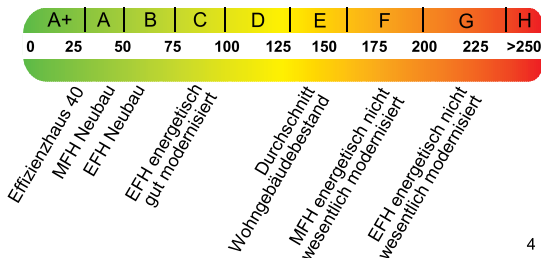 A+ A B C D E F G H
0 25 50 75 100 125 150 175 200 225 >250
Effizienzhaus 40
MFH Neubau
EFH Neubau
EFH energetisch
gut modernisiert
Durchschnitt
Wohngebäudebestand
MFH energetisch nicht
wesentlich modernisiert
EFH energetisch nicht
wesentlich modernisiert
4